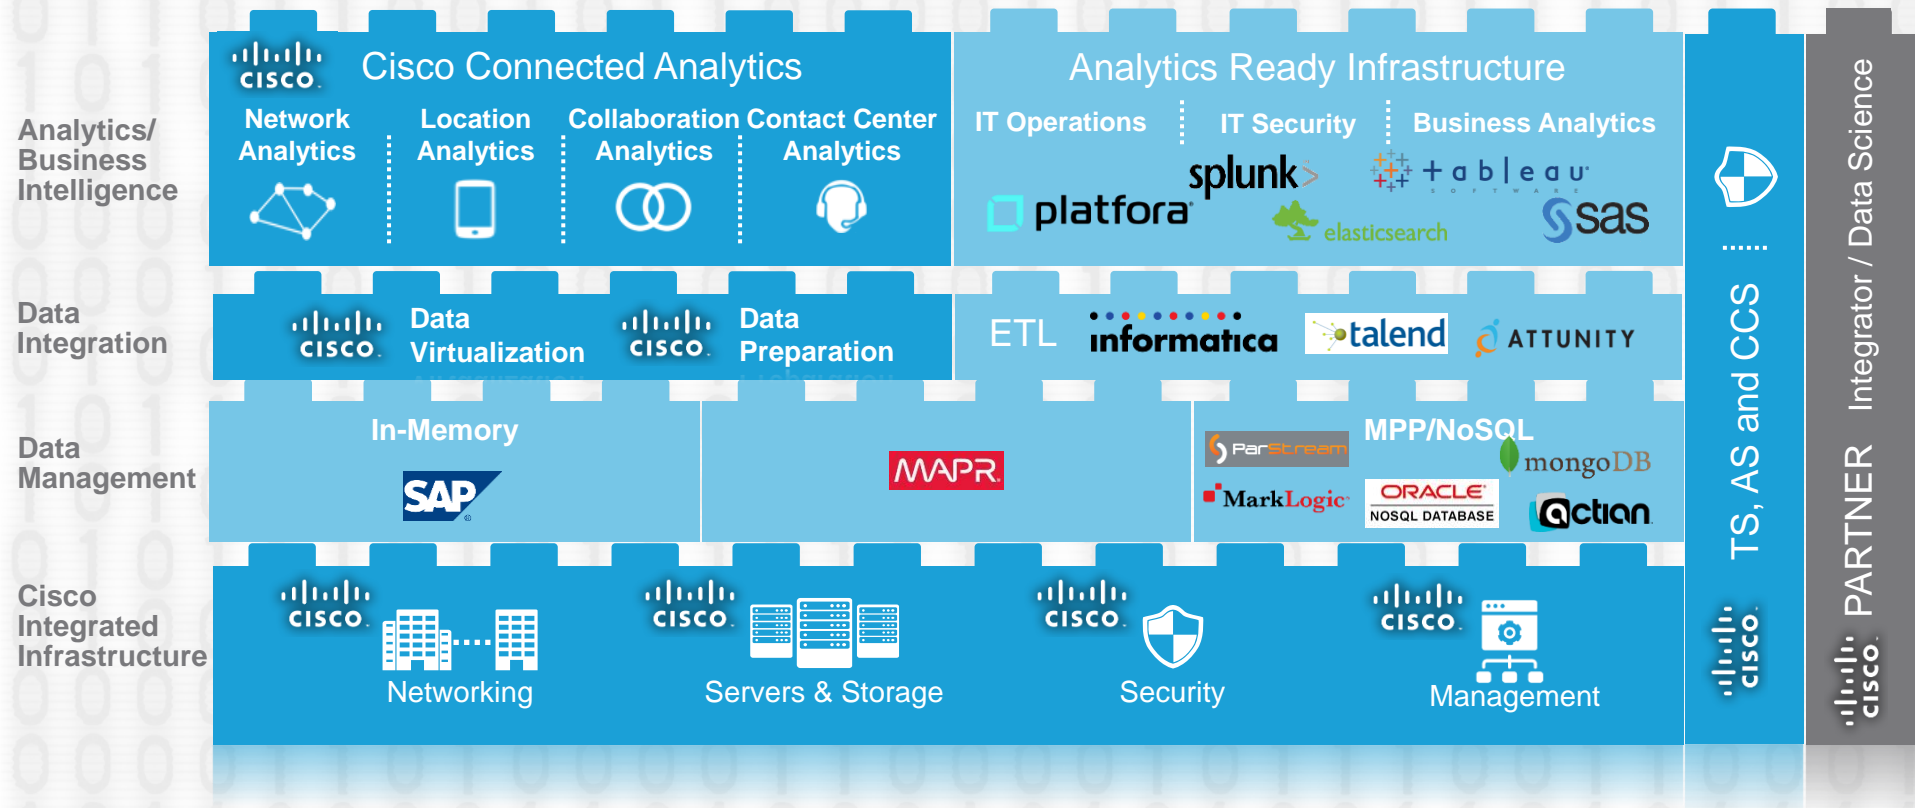 CISCO
Cisco Connected Analytics
Analytics Ready Infrastructure
Analytics/
Business
Intelligence
Network
Analytics
Location
Analytics
Collaboration
Analytics
Contact Center
Analytics
IT Operations
IT Security
Business Analytics
splunk>
+ableau
SOFTWARE
platfora
elasticsearch
sas
Data
Integration
CISCO
Data
Virtualization
CISCO
Data
Preparation
ETL
informatica
talend
ATTUNITY
Data
Management
In-Memory
SAP
MAPR
MPP/NoSQL
ParStream
mongoDB
MarkLogic
ORACLE
NOSQL DATABASE
actian
Cisco
Integrated
Infrastructure
CISCO
Networking
CISCO
Servers & Storage
CISCO
Security
CISCO
Management
CISCO
TS, AS and CCS
CISCO
PARTNER Integrator / Data Science